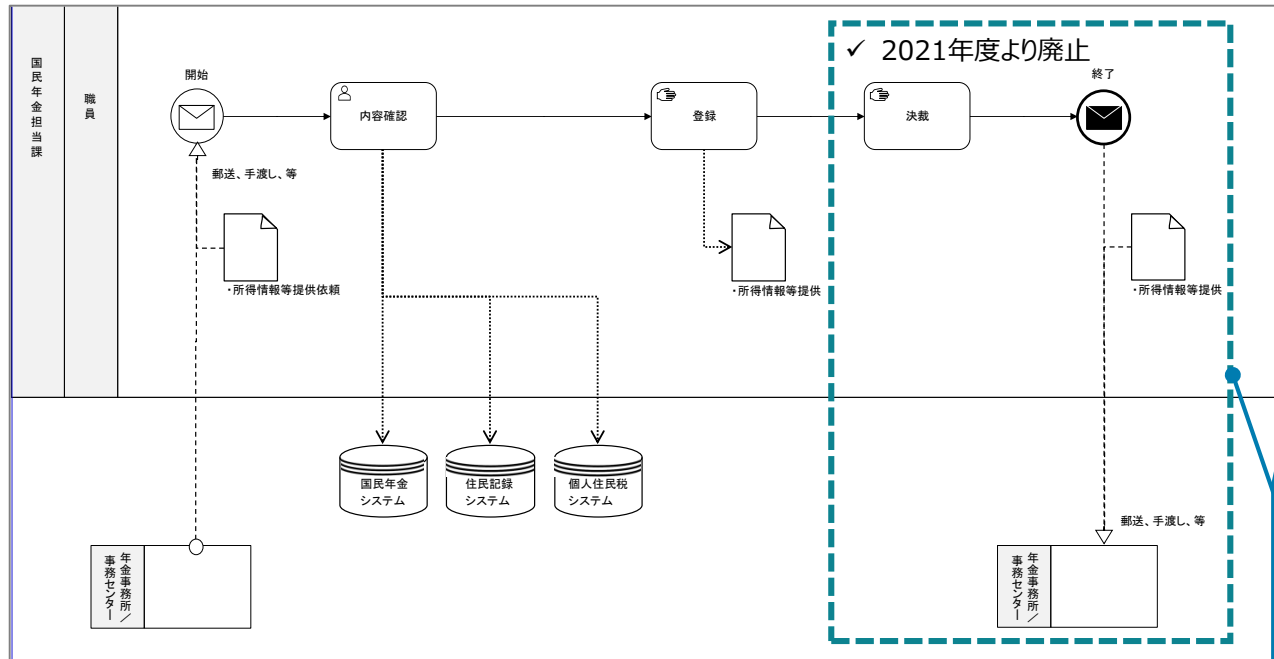 ✓ 2021年度より廃止
国民年金担当課
職員
開始
終了
内容確認
登録
決裁
郵送、手渡し、等
・所得情報等提供依頼
・所得情報等提供
・所得情報等提供
国民年金
システム
住民記録
システム
個人住民税
システム
郵送、手渡し、等
年金事務所/
事務センター
年金事務所/
事務センター